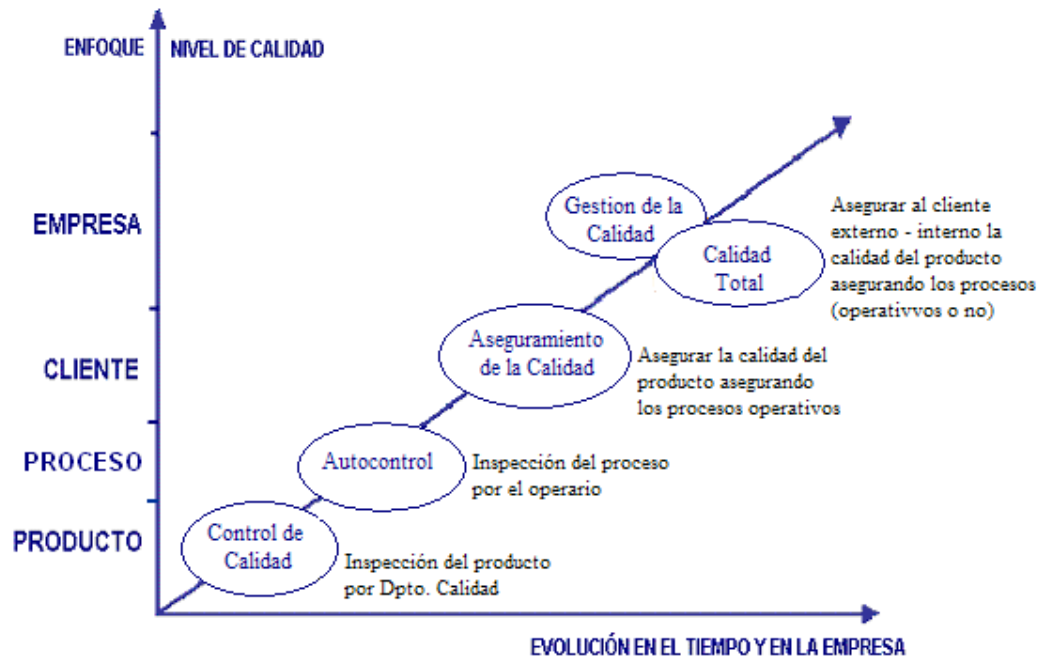 ENFOQUE
NIVEL DE CALIDAD
EMPRESA
Gestion de la
Calidad
Calidad
Total
Asegurar al cliente
externo - interno la
calidad del producto
asegurando los procesos
(operativvos o no)
CLIENTE
Aseguramiento
de la Calidad
Asegurar la calidad del
producto asegurando
los procesos operativos
PROCESO
Autocontrol
Inspección del proceso
por el operario
PRODUCTO
Control de
Calidad
Inspección del producto
por Dpto. Calidad
EVOLUCIÓN EN EL TIEMPO Y EN LA EMPRESA